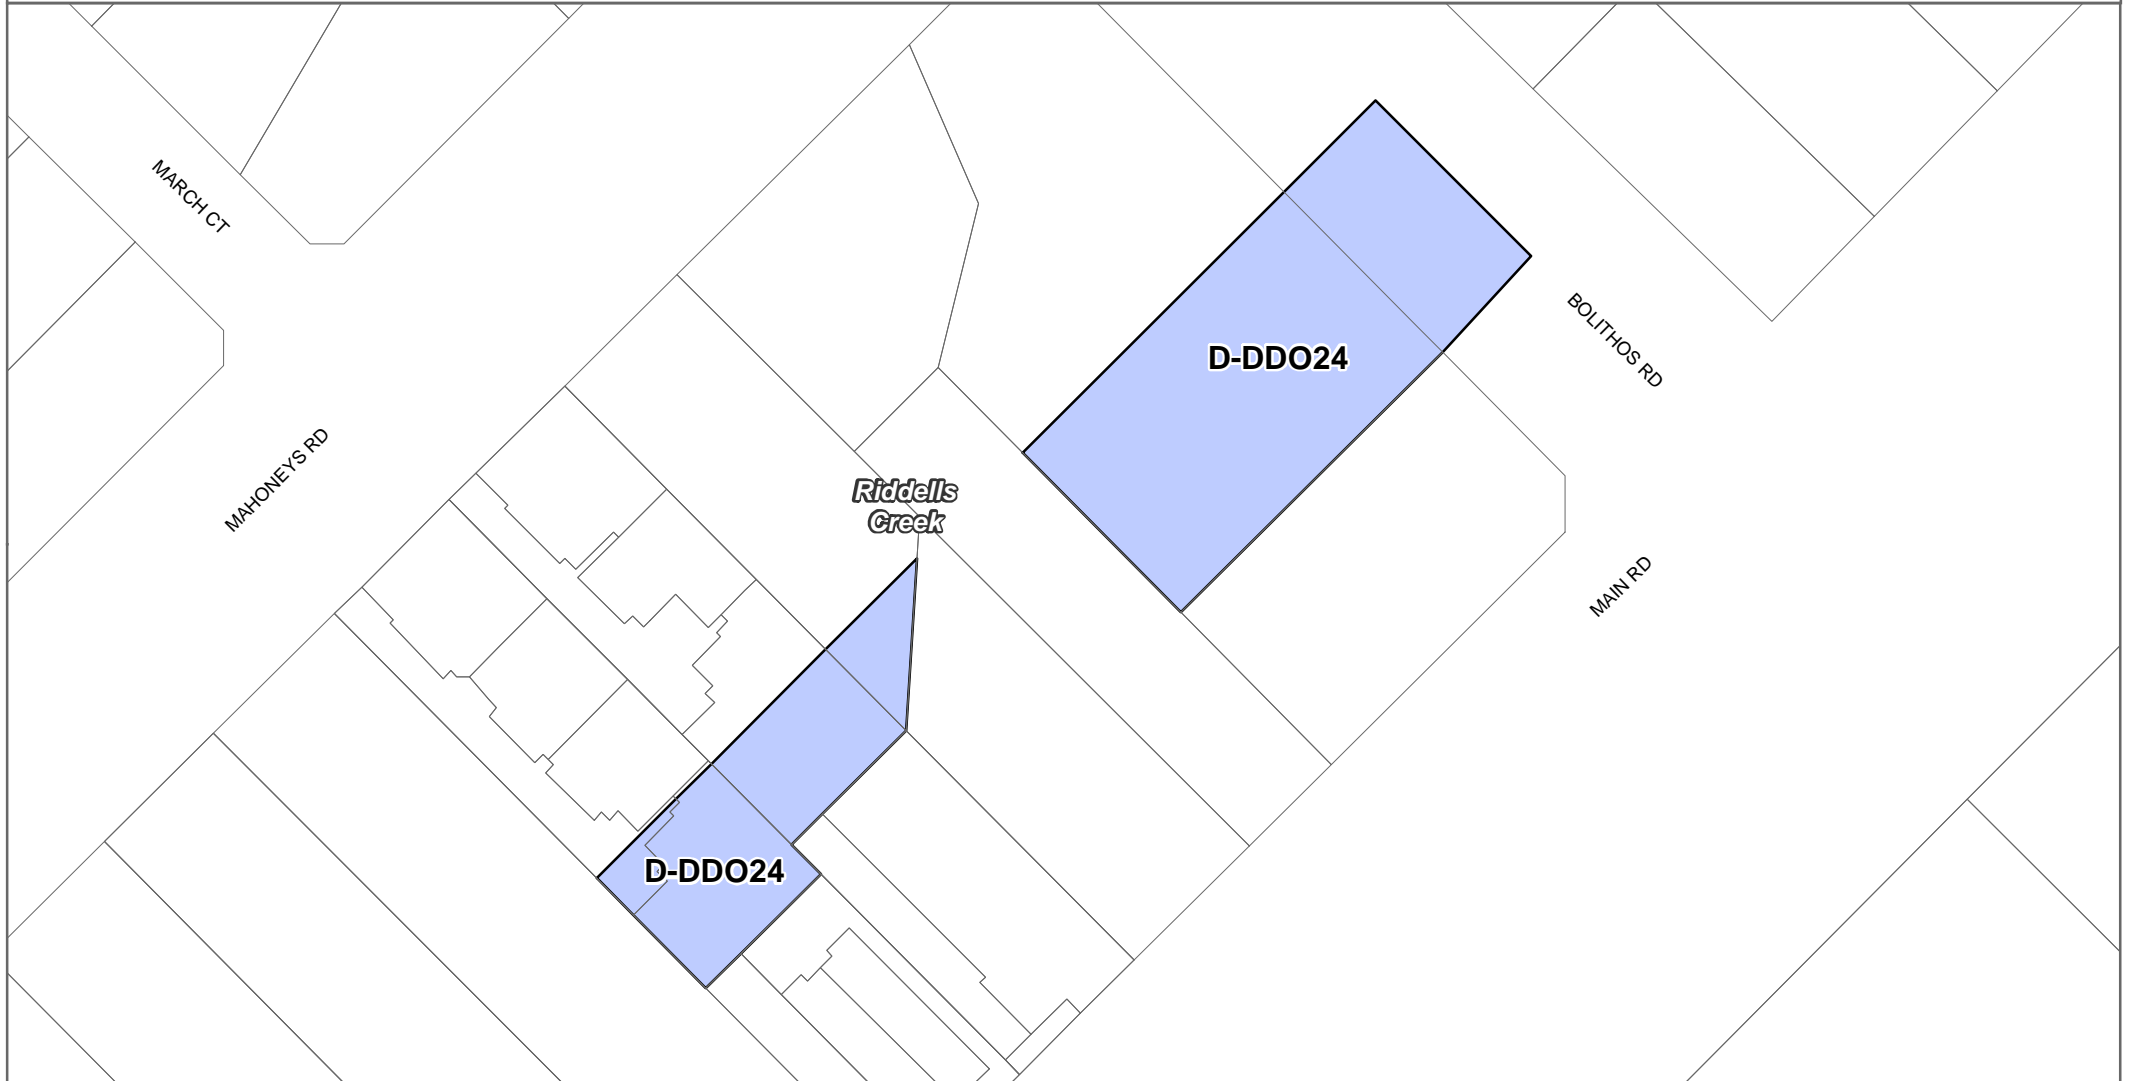 MARCH CT
BOLITHOS RD
D-DDO24
MAHONEYS RD
Riddells
Creek
MAIN RD
D-DDO24